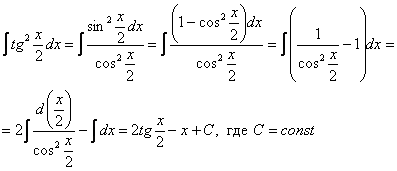 ∫tg² x/2 dx = ∫ sin² x/2 dx / cos² x/2 = ∫ (1 − cos² x/2)dx / cos² x/2 = ∫(1 / cos² x/2 − 1)dx =
= 2∫ d(x/2) / cos² x/2 − ∫dx = 2tg x/2 − x + C, где C = const